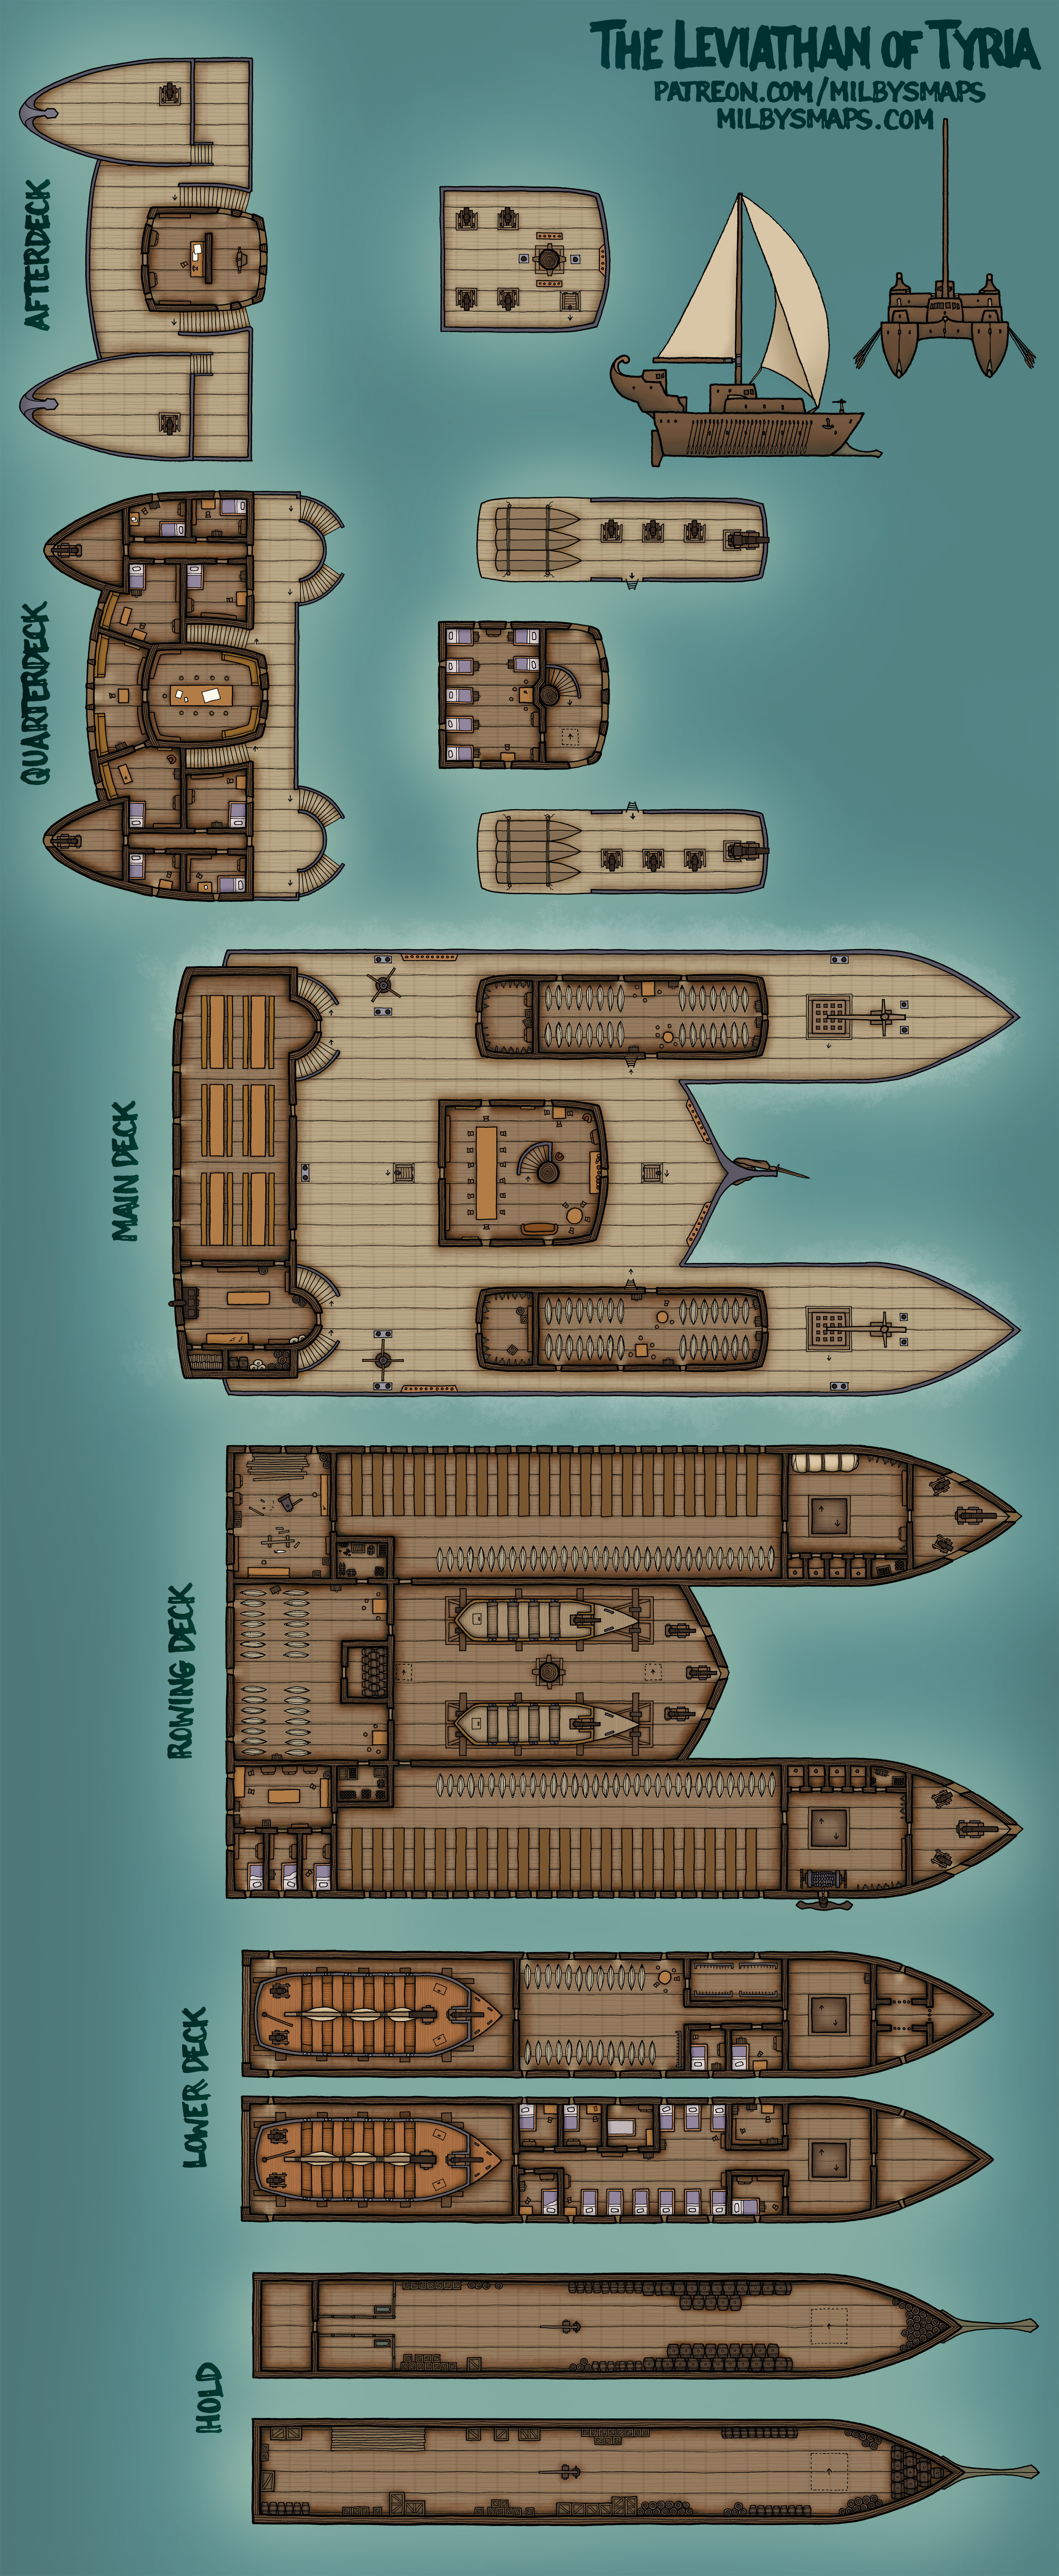 THE LEVIATHAN OF TYRIA
PATREON.COM/MILBYSMAPS
MILBYSMAPS.COM
AFTERDECK
QUARTERDECK
MAIN DECK
ROWING DECK
LOWER DECK
HOLD